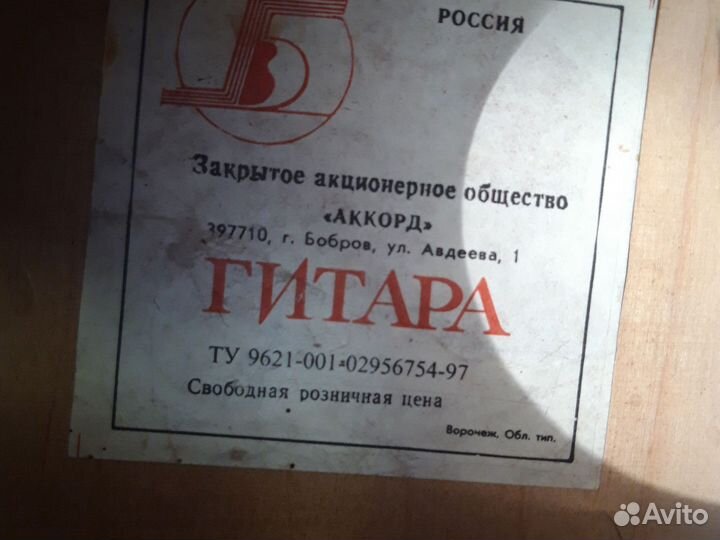 РОССИЯ
Закрытое акционерное общество
«АККОРД»
397710, г. Бобров, ул. Авдеева, 1
ГИТАРА
ТУ 9621-001-02956754-97
Свободная розничная цена
Воронеж. Обл. тип.
Avito